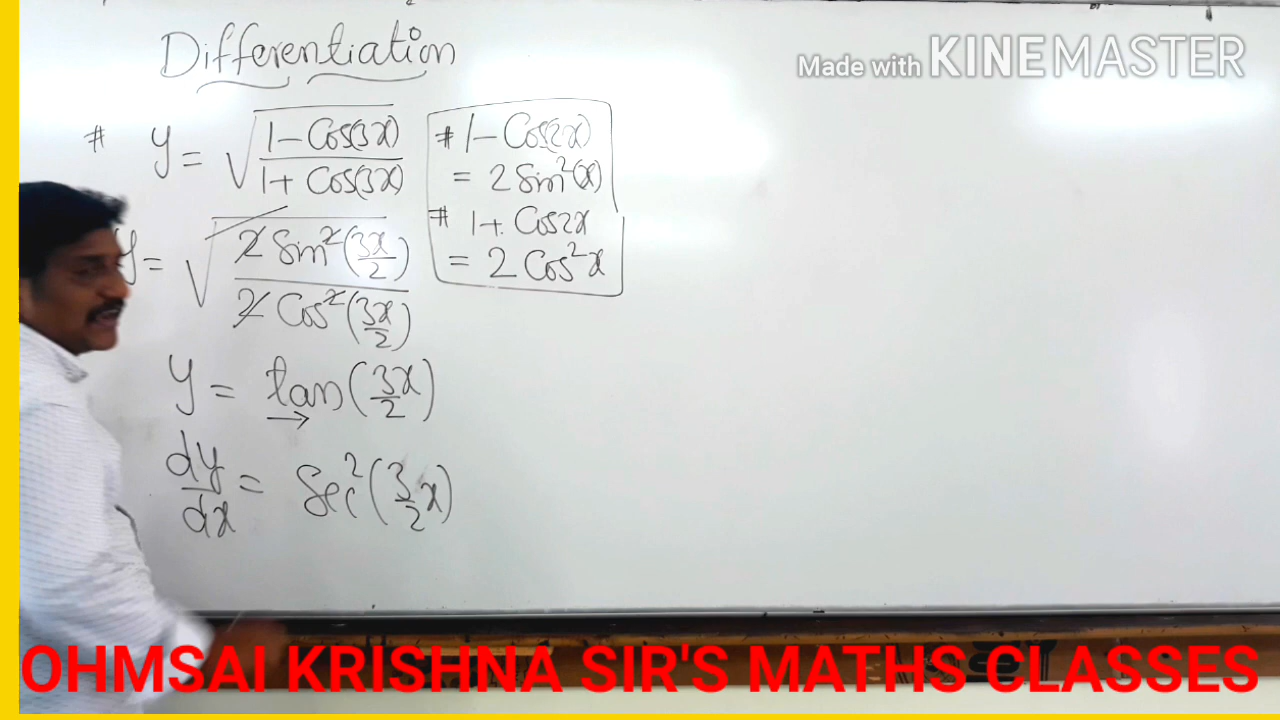 Differentiation
Made with KINEMASTER
# y = √((1 - Cos(3x))/(1 + Cos(3x)))
# 1 - Cos(2x)
= 2 Sin²(x)
# 1 + Cos2x
= 2 Cos²x
y = √((2 Sin²(3x/2))/(2 Cos²(3x/2)))
y = tan(3x/2)
dy/dx = Sec²(3/2 x)
OHMSAI KRISHNA SIR'S MATHS CLASSES